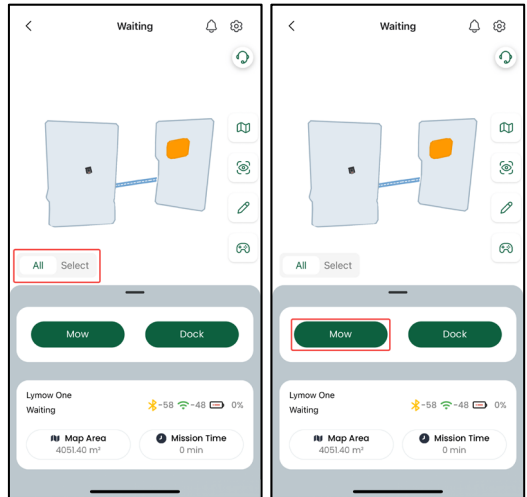 Waiting
All Select
Mow Dock
Lymow One
Waiting
-58 -48 0%
Map Area Mission Time
4051.40 m² 0 min
Waiting
All Select
Mow Dock
Lymow One
Waiting
-58 -48 0%
Map Area Mission Time
4051.40 m² 0 min